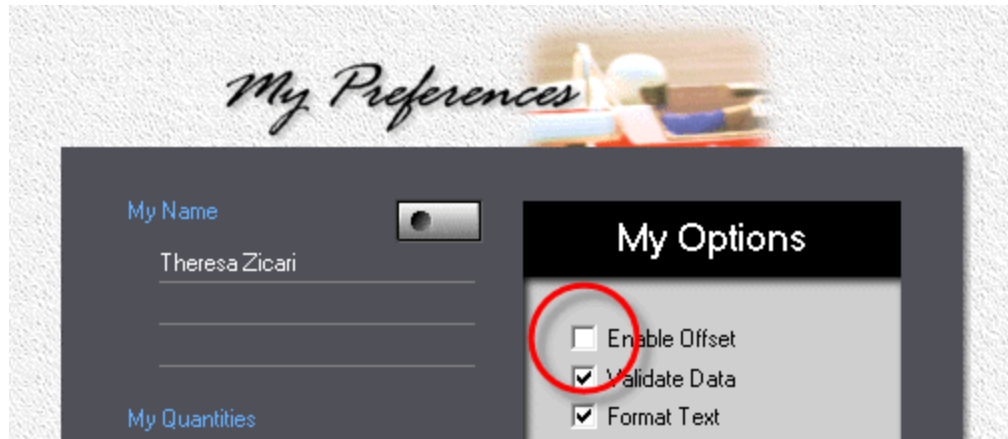 My Preferences
My Name
Theresa Zicari
My Quantities
My Options
Enable Offset
Validate Data
Format Text